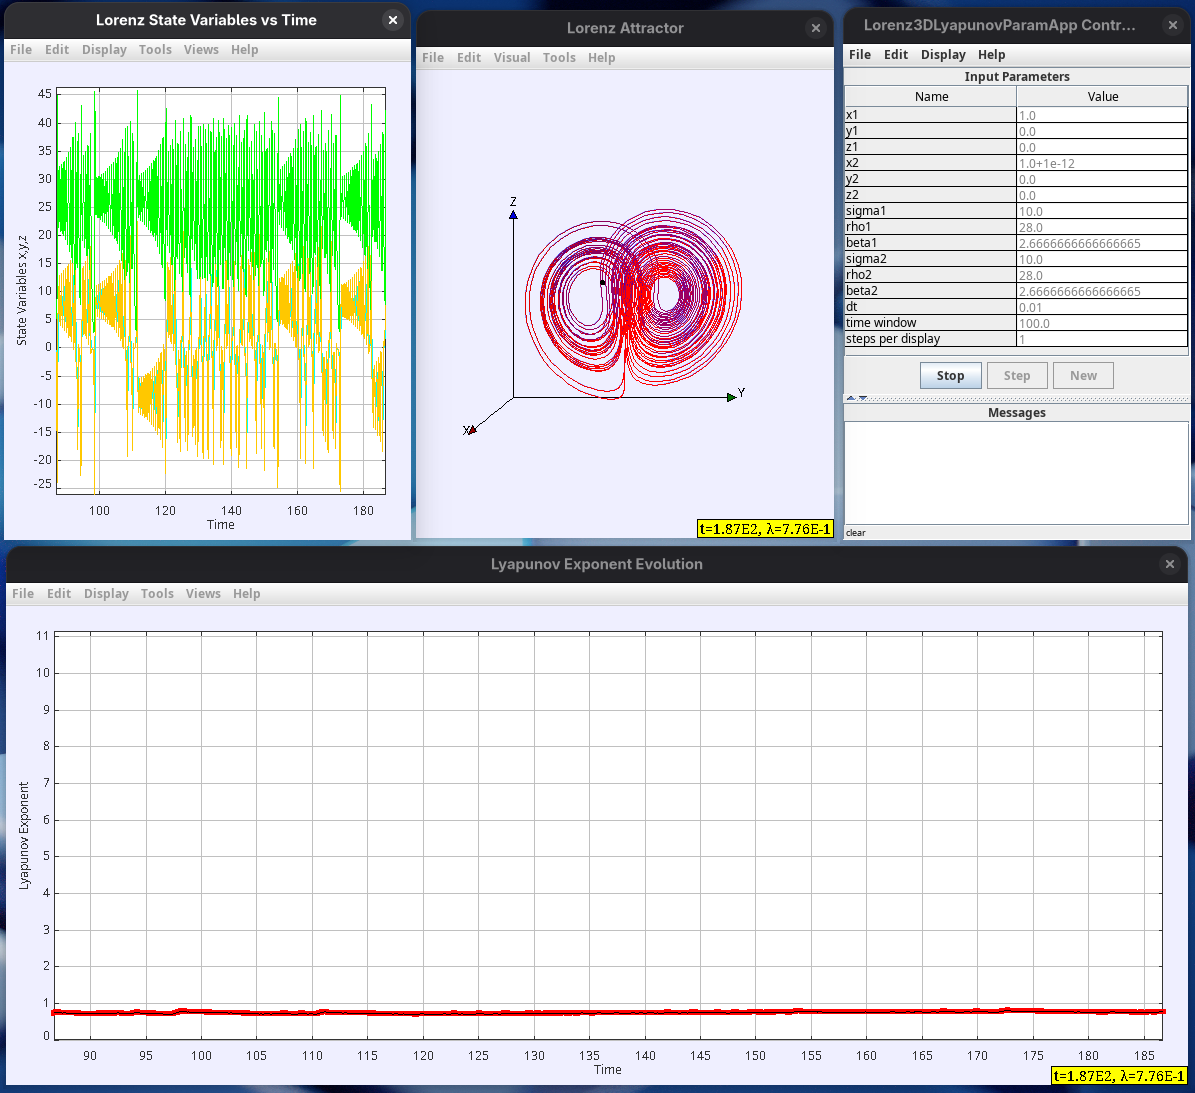 Lorenz State Variables vs Time
File Edit Display Tools Views Help
45
40
35
30
25
20
15
10
5
0
-5
-10
-15
-20
-25
State Variables x,y,z
100 120 140 160 180
Time
Lorenz Attractor
File Edit Visual Tools Help
Z
Y
X
t=1.87E2, λ=7.76E-1
Lorenz3DLyapunovParamApp Contr...
File Edit Display Help
Input Parameters
Name Value
x1 1.0
y1 0.0
z1 0.0
x2 1.0+1e-12
y2 0.0
z2 0.0
sigma1 10.0
rho1 28.0
beta1 2.6666666666666665
sigma2 10.0
rho2 28.0
beta2 2.6666666666666665
dt 0.01
time window 100.0
steps per display 1
Stop Step New
Messages
clear
Lyapunov Exponent Evolution
File Edit Display Tools Views Help
11
10
9
8
7
6
5
4
3
2
1
0
Lyapunov Exponent
90 95 100 105 110 115 120 125 130 135 140 145 150 155 160 165 170 175 180 185
Time
t=1.87E2, λ=7.76E-1